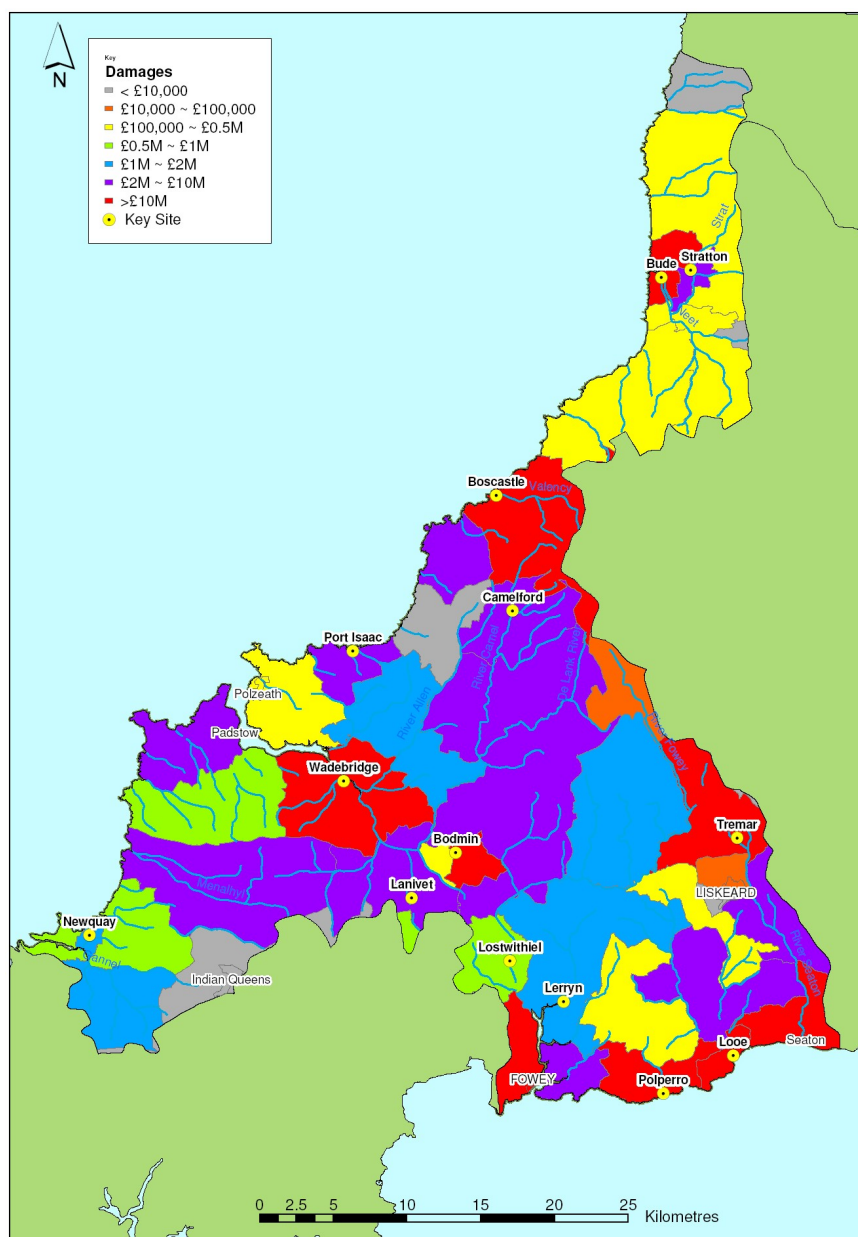 N
Key
Damages
< £10,000
£10,000 ~ £100,000
£100,000 ~ £0.5M
£0.5M ~ £1M
£1M ~ £2M
£2M ~ £10M
>£10M
Key Site
Strat
Stratton
Bude
Neet
Boscastle
Valency
Camelford
Port Isaac
River Camel
De Lank River
Polzeath
River Allen
Padstow
River Fowey
Wadebridge
Tremar
Bodmin
Menalhyl
Lanivet
LISKEARD
Newquay
Gannel
Lostwithiel
River Seaton
Indian Queens
Lerryn
Looe
Seaton
FOWEY
Polperro
0 2.5 5 10 15 20 25
Kilometres